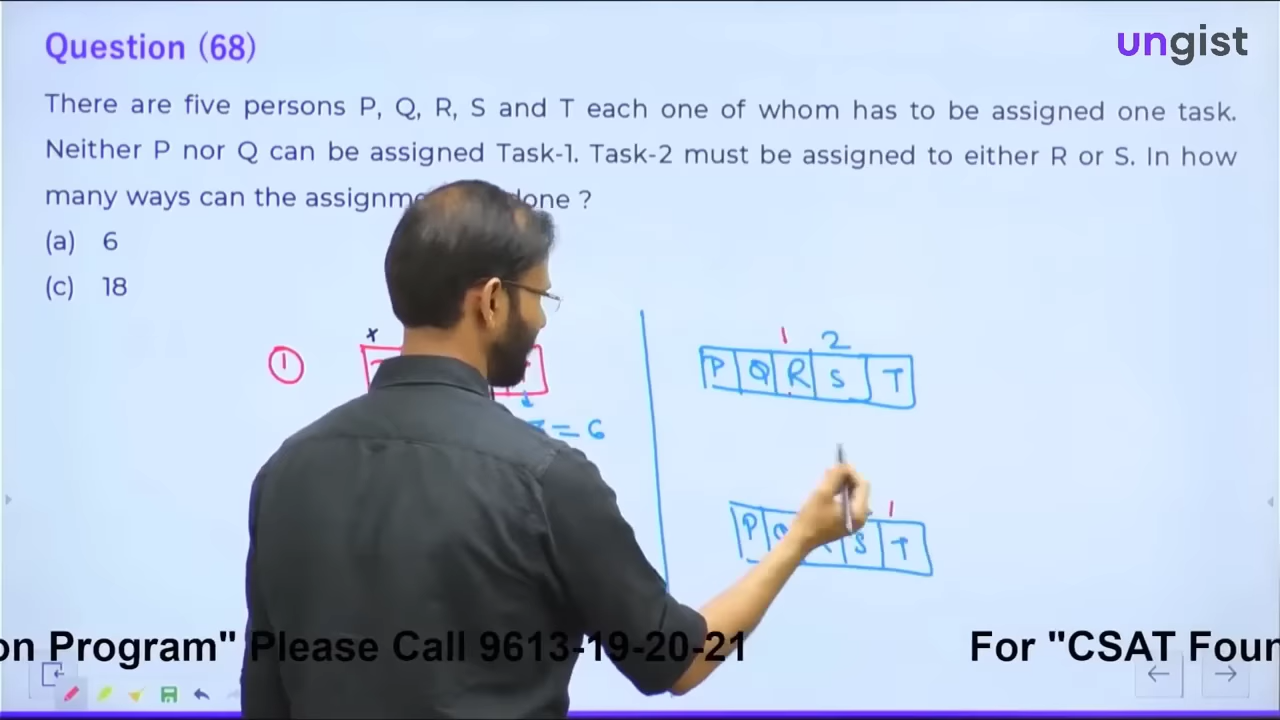 Question (68)
ungist
There are five persons P, Q, R, S and T each one of whom has to be assigned one task.
Neither P nor Q can be assigned Task-1. Task-2 must be assigned to either R or S. In how
many ways can the done ?
(a) 6
(c) 18
1
x
1 2
P Q R S T
= 6
1
P S T
on Program" Please Call 9613-19-20-21 For "CSAT Foun